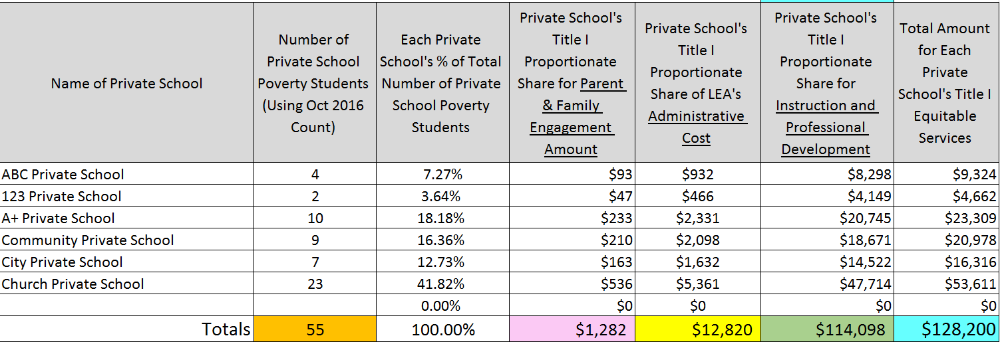 Name of Private School
Number of
Private School
Poverty Students
(Using Oct 2016
Count)
Each Private
School's % of Total
Number of Private
School Poverty
Students
Private School's
Title I
Proportionate
Share for Parent
& Family
Engagement
Amount
Private School's
Title I
Proportionate
Share of LEA's
Administrative
Cost
Private School's
Title I
Proportionate
Share for
Instruction and
Professional
Development
Total Amount
for Each
Private
School's Title I
Equitable
Services
ABC Private School 4 7.27% $93 $932 $8,298 $9,324
123 Private School 2 3.64% $47 $466 $4,149 $4,662
A+ Private School 10 18.18% $233 $2,331 $20,745 $23,309
Community Private School 9 16.36% $210 $2,098 $18,671 $20,978
City Private School 7 12.73% $163 $1,632 $14,522 $16,316
Church Private School 23 41.82% $536 $5,361 $47,714 $53,611
0.00% $0 $0 $0 $0
Totals 55 100.00% $1,282 $12,820 $114,098 $128,200